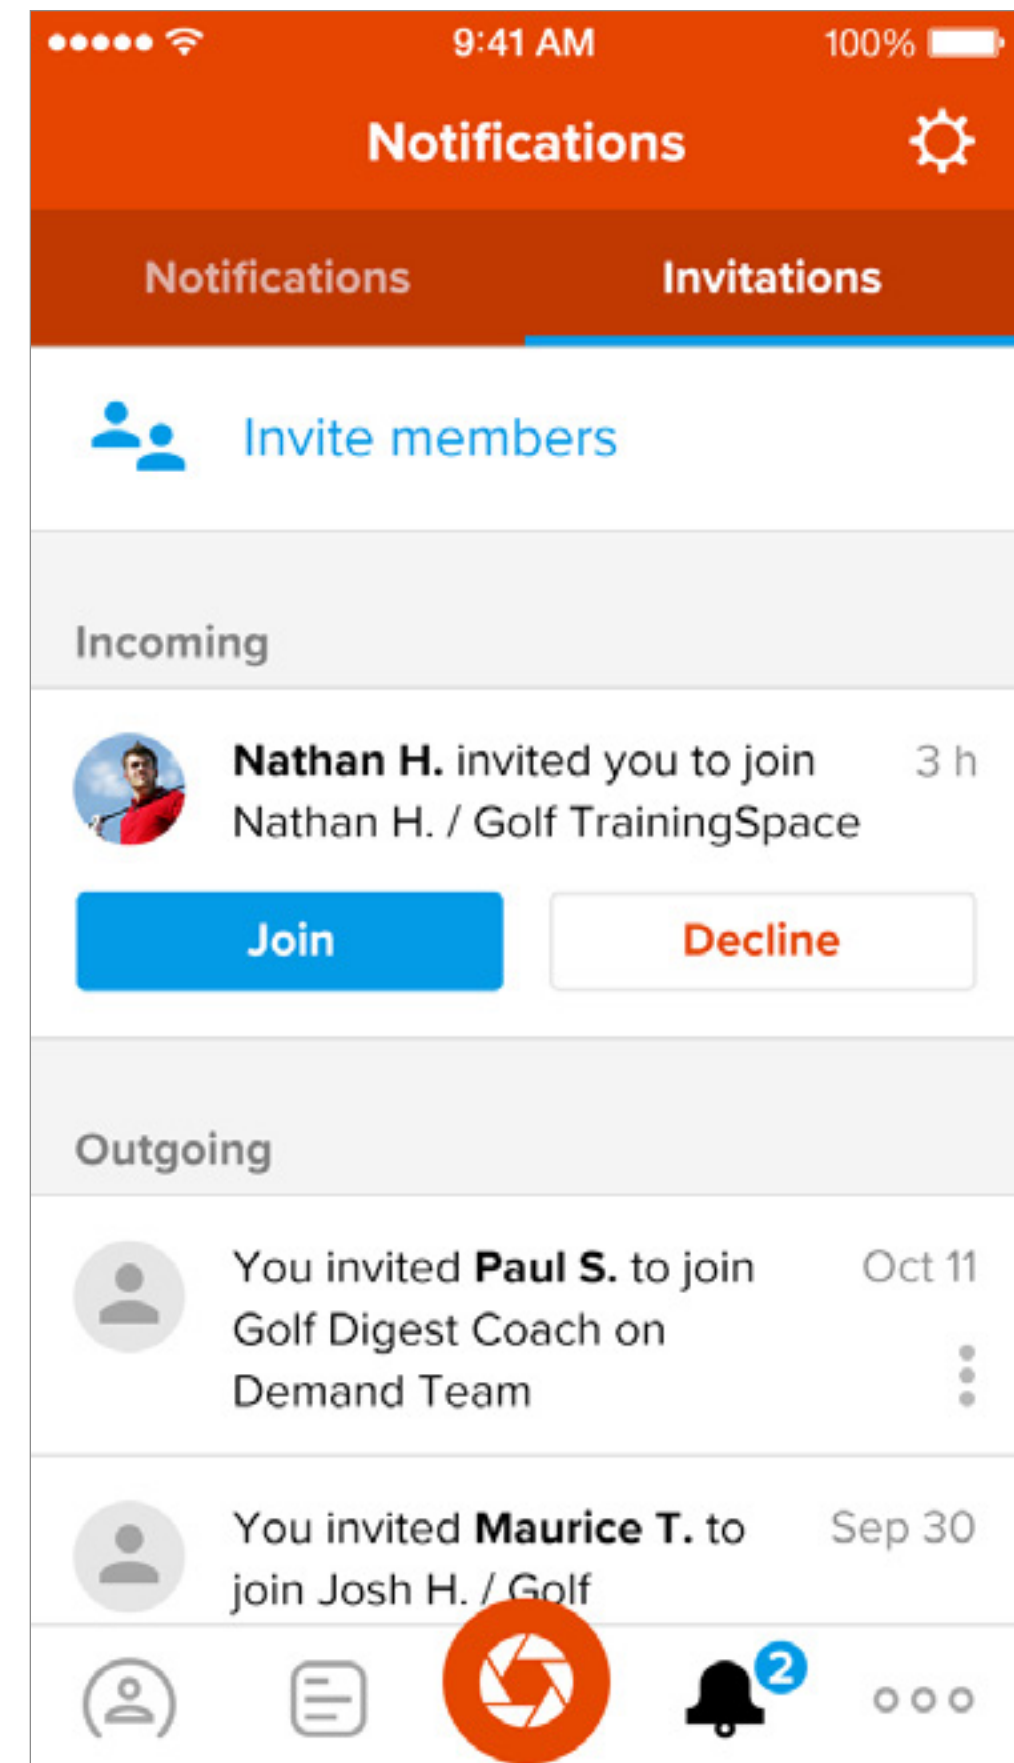 9:41 AM
100%
Notifications
Notifications
Invitations
Invite members
Incoming
Nathan H. invited you to join
3 h
Nathan H. / Golf TrainingSpace
Join
Decline
Outgoing
You invited Paul S. to join
Oct 11
Golf Digest Coach on
Demand Team
You invited Maurice T. to
Sep 30
join Josh H. / Golf
2